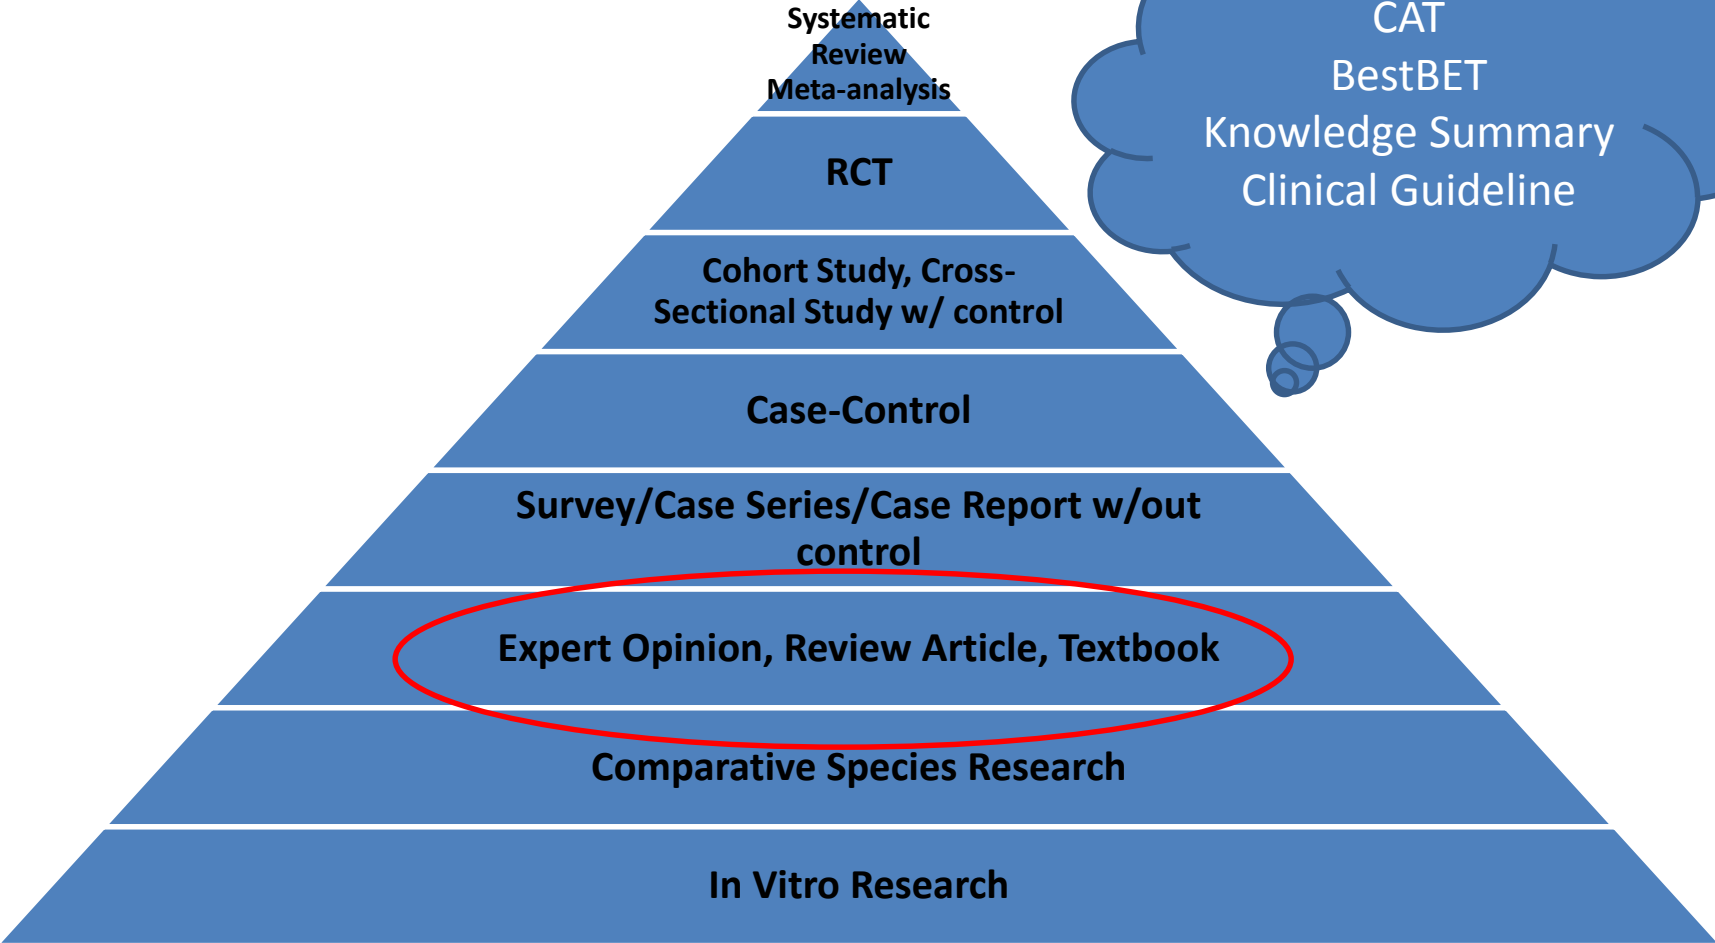 Systematic
Review
Meta-analysis
CAT
BestBET
Knowledge Summary
Clinical Guideline
RCT
Cohort Study, Cross-
Sectional Study w/ control
Case-Control
Survey/Case Series/Case Report w/out
control
Expert Opinion, Review Article, Textbook
Comparative Species Research
In Vitro Research